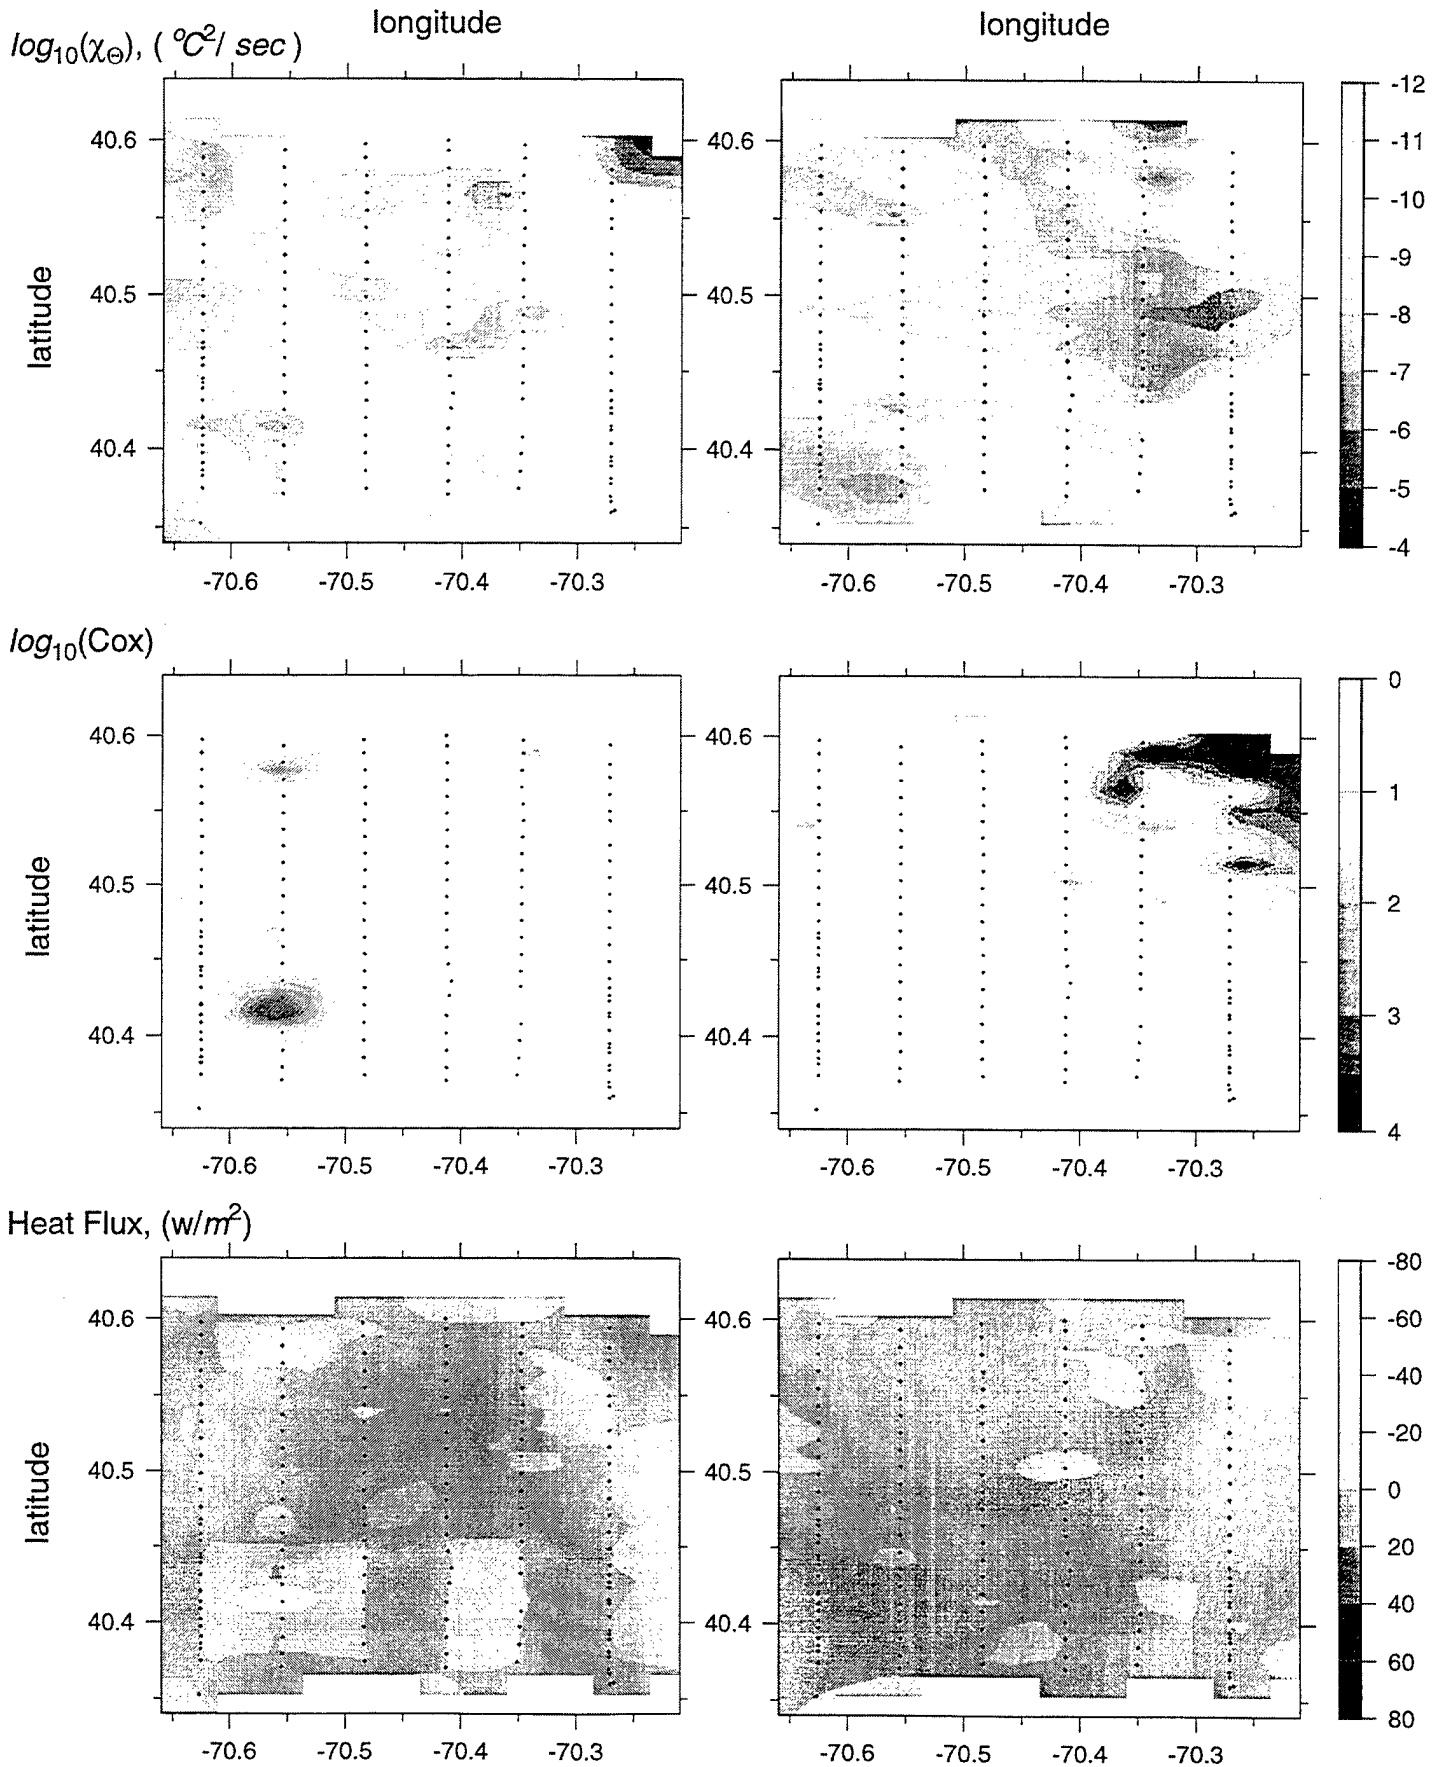 longitude longitude
log10(χΘ), ( °C2/ sec )
40.6 40.6 -12
-11
-10
-9
latitude 40.5 40.5 -8
-7
-6
40.4 40.4 -5
-4
-70.6 -70.5 -70.4 -70.3 -70.6 -70.5 -70.4 -70.3
log10(Cox)
0
40.6 40.6
1
latitude 40.5 40.5
2
3
40.4 40.4
4
-70.6 -70.5 -70.4 -70.3 -70.6 -70.5 -70.4 -70.3
Heat Flux, (w/m2)
-80
40.6 40.6 -60
-40
-20
latitude 40.5 40.5 0
20
40
40.4 40.4 60
80
-70.6 -70.5 -70.4 -70.3 -70.6 -70.5 -70.4 -70.3